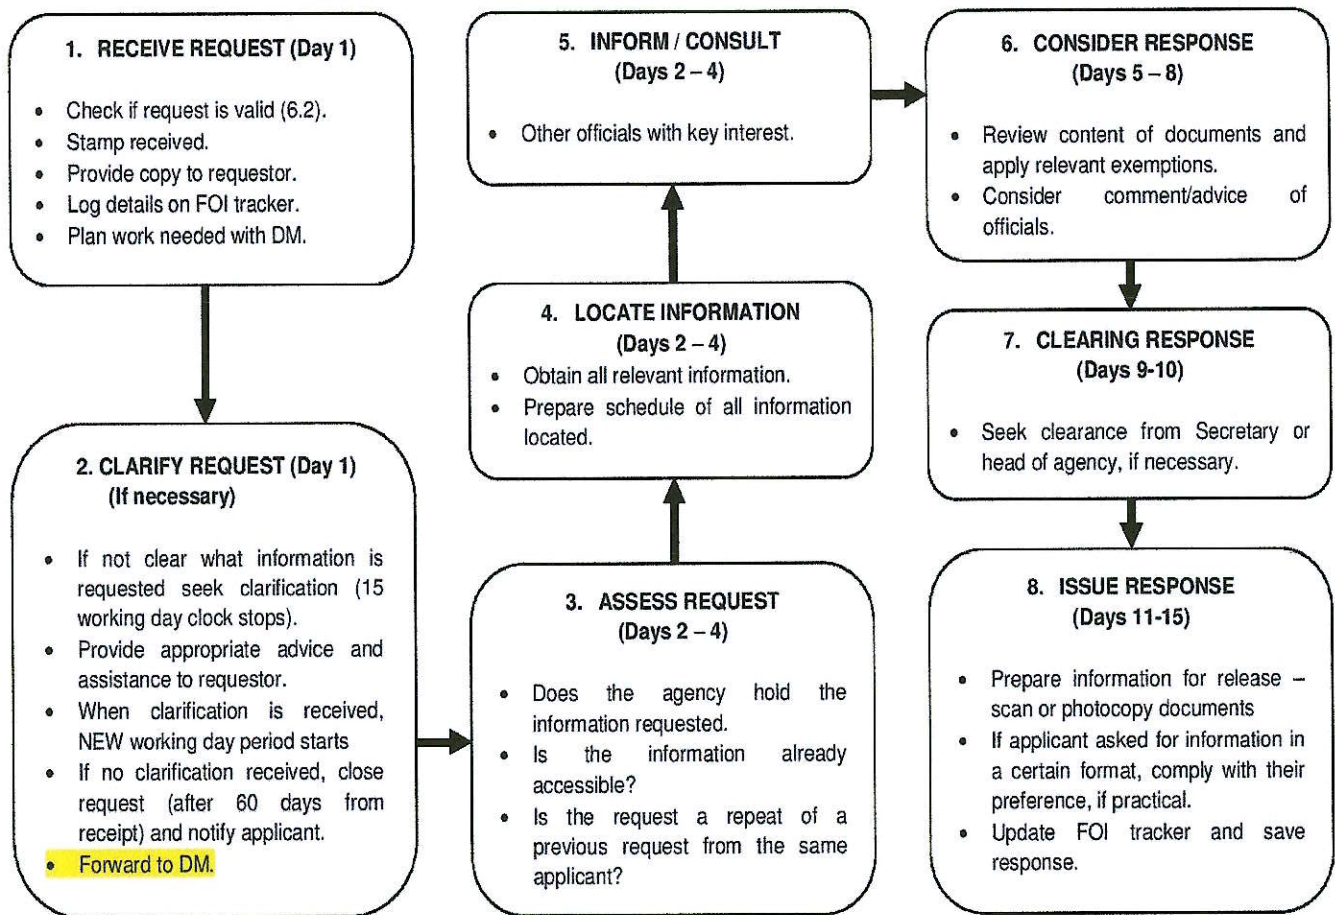 1. RECEIVE REQUEST (Day 1)
• Check if request is valid (6.2).
• Stamp received.
• Provide copy to requestor.
• Log details on FOI tracker.
• Plan work needed with DM.
2. CLARIFY REQUEST (Day 1)
(If necessary)
• If not clear what information is
requested seek clarification (15
working day clock stops).
• Provide appropriate advice and
assistance to requestor.
• When clarification is received,
NEW working day period starts
• If no clarification received, close
request (after 60 days from
receipt) and notify applicant.
• Forward to DM.
3. ASSESS REQUEST
(Days 2 – 4)
• Does the agency hold the
information requested.
• Is the information already
accessible?
• Is the request a repeat of a
previous request from the same
applicant?
4. LOCATE INFORMATION
(Days 2 – 4)
• Obtain all relevant information.
• Prepare schedule of all information
located.
5. INFORM / CONSULT
(Days 2 – 4)
• Other officials with key interest.
6. CONSIDER RESPONSE
(Days 5 – 8)
• Review content of documents and
apply relevant exemptions.
• Consider comment/advice of
officials.
7. CLEARING RESPONSE
(Days 9-10)
• Seek clearance from Secretary or
head of agency, if necessary.
8. ISSUE RESPONSE
(Days 11-15)
• Prepare information for release –
scan or photocopy documents
• If applicant asked for information in
a certain format, comply with their
preference, if practical.
• Update FOI tracker and save
response.